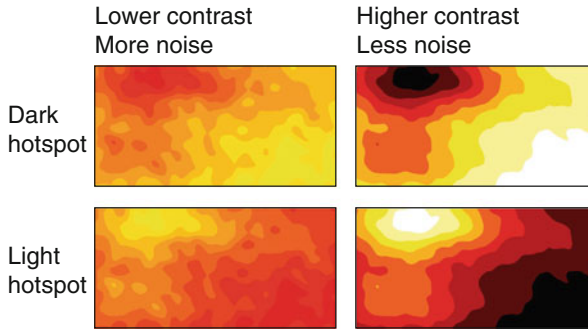 Lower contrast
More noise
Higher contrast
Less noise
Dark
hotspot
Light
hotspot